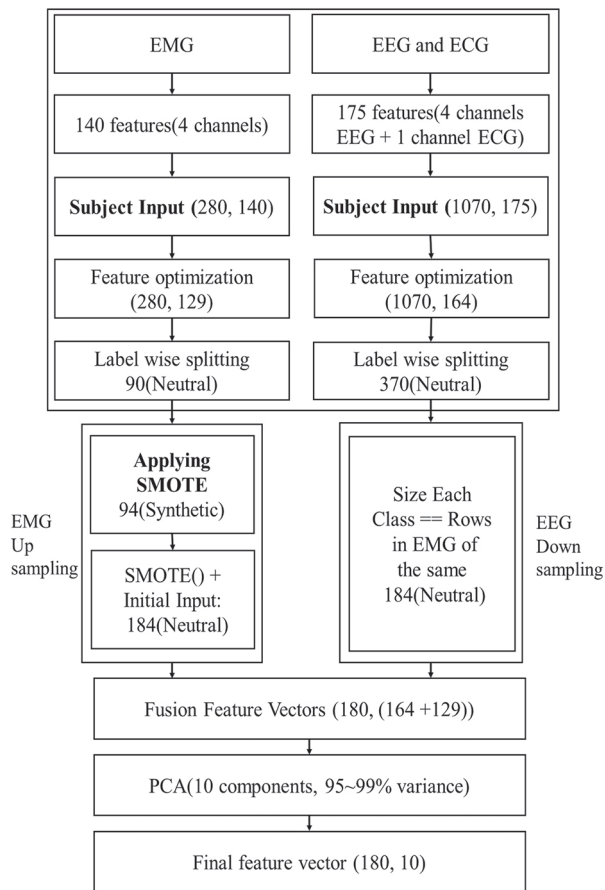 EMG
EEG and ECG
140 features(4 channels)
175 features(4 channels
EEG + 1 channel ECG)
Subject Input (280, 140)
Subject Input (1070, 175)
Feature optimization
(280, 129)
Feature optimization
(1070, 164)
Label wise splitting
90(Neutral)
Label wise splitting
370(Neutral)
EMG
Up
sampling
Applying
SMOTE
94(Synthetic)
SMOTE() +
Initial Input:
184(Neutral)
Size Each
Class == Rows
in EMG of
the same
184(Neutral)
EEG
Down
sampling
Fusion Feature Vectors (180, (164 +129))
PCA(10 components, 95~99% variance)
Final feature vector (180, 10)